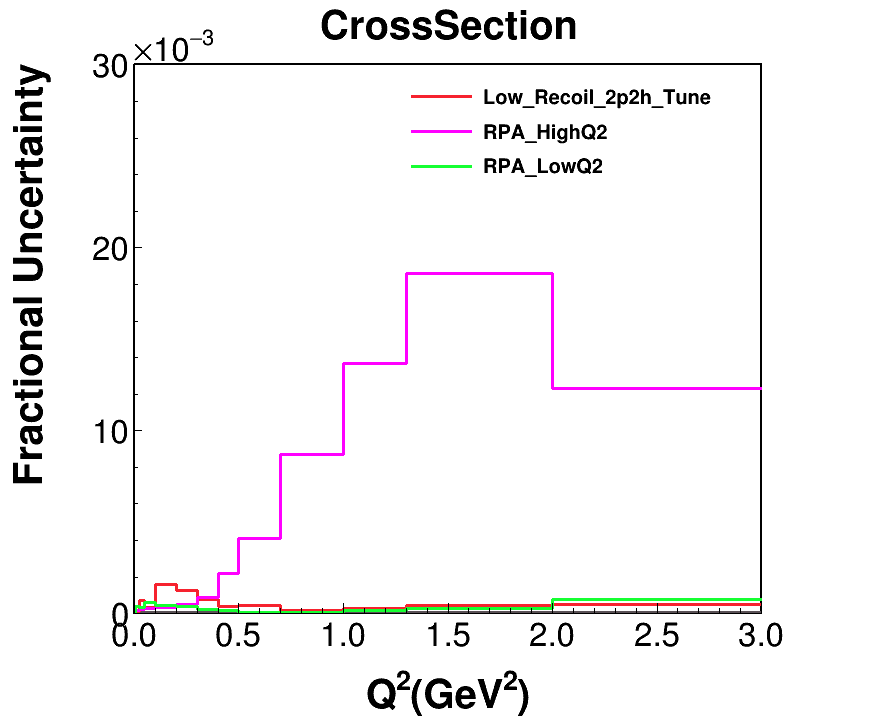 CrossSection
×10⁻³
Fractional Uncertainty
30
20
10
0
Low_Recoil_2p2h_Tune
RPA_HighQ2
RPA_LowQ2
0.0 0.5 1.0 1.5 2.0 2.5 3.0
Q²(GeV²)